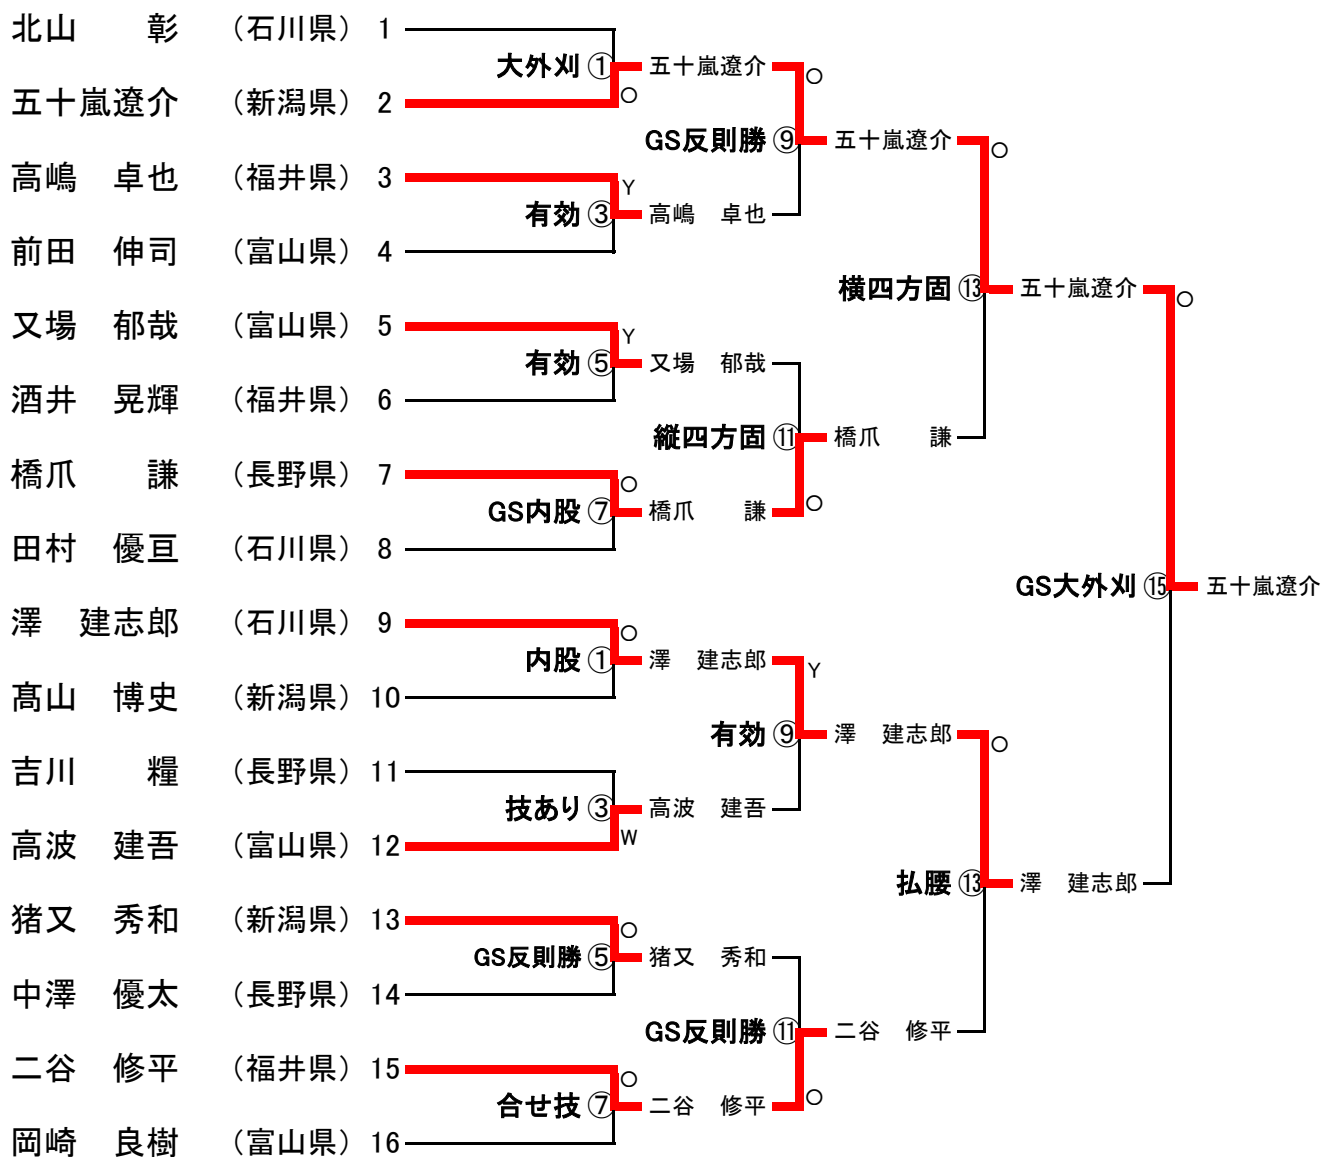 北山　彰 （石川県） 1
大外刈 ① 五十嵐遼介 ○
五十嵐遼介 （新潟県） 2 ○
GS反則勝 ⑨ 五十嵐遼介 ○
高嶋　卓也 （福井県） 3 Y
有効 ③ 高嶋　卓也
前田　伸司 （富山県） 4
横四方固 ⑬ 五十嵐遼介 ○
又場　郁哉 （富山県） 5 Y
有効 ⑤ 又場　郁哉
酒井　晃輝 （福井県） 6
縦四方固 ⑪ 橋爪　謙
橋爪　謙 （長野県） 7 ○
GS内股 ⑦ 橋爪　謙 ○
田村　優亘 （石川県） 8
GS大外刈 ⑮ 五十嵐遼介
澤　建志郎 （石川県） 9 ○
内股 ① 澤　建志郎 Y
髙山　博史 （新潟県） 10
有効 ⑨ 澤　建志郎 ○
吉川　糧 （長野県） 11
技あり ③ 高波　建吾
高波　建吾 （富山県） 12 W
払腰 ⑬ 澤　建志郎
猪又　秀和 （新潟県） 13 ○
GS反則勝 ⑤ 猪又　秀和
中澤　優太 （長野県） 14
GS反則勝 ⑪ 二谷　修平
二谷　修平 （福井県） 15 ○
合せ技 ⑦ 二谷　修平 ○
岡崎　良樹 （富山県） 16